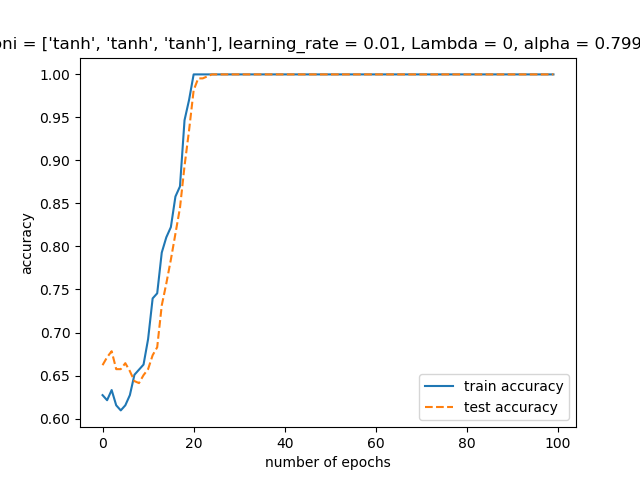 = ['tanh', 'tanh', 'tanh'], learning_rate = 0.01, Lambda = 0, alpha = 0.799
1.00
0.95
0.90
0.85
0.80
0.75
0.70
0.65
0.60
accuracy
train accuracy
test accuracy
0 20 40 60 80 100
number of epochs